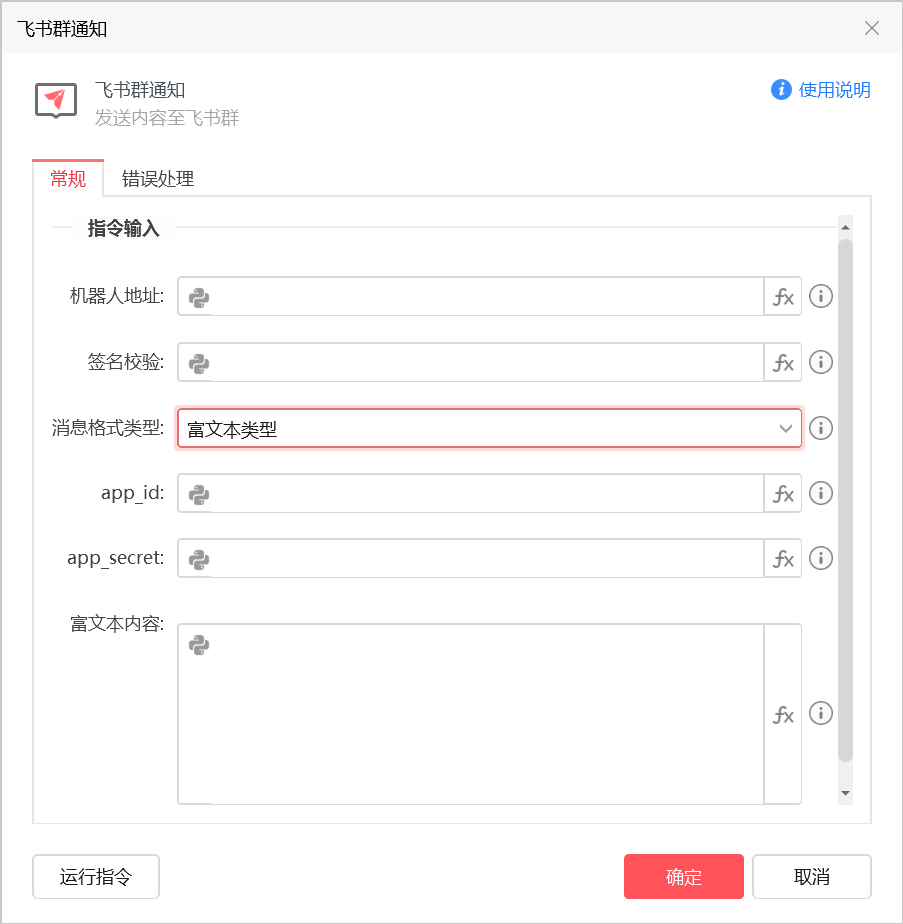 飞书群通知
飞书群通知
使用说明
发送内容至飞书群
常规 错误处理
指令输入
机器人地址: fx
签名校验: fx
消息格式类型: 富文本类型
app_id: fx
app_secret: fx
富文本内容: fx
运行指令 确定 取消